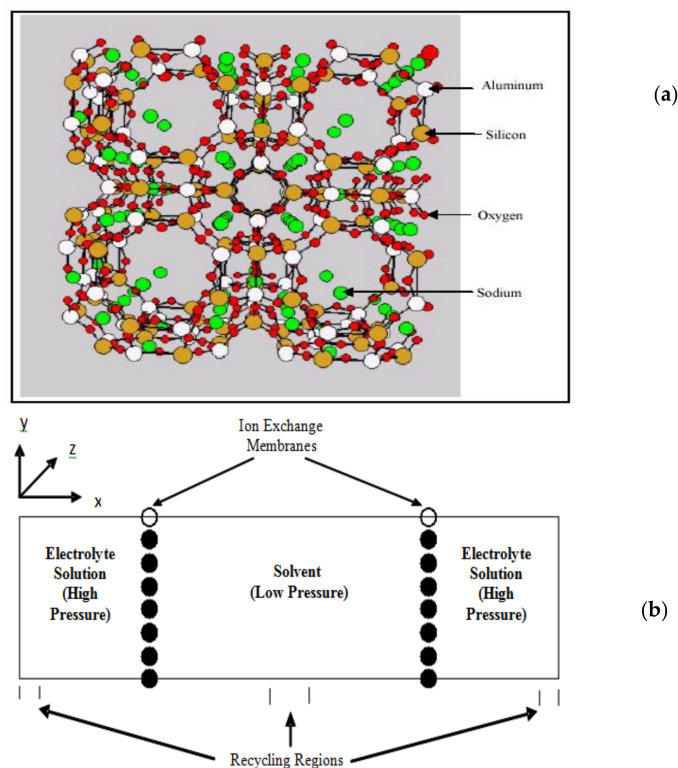 Aluminum
(a)
Silicon
Oxygen
Sodium
y
z
x
Ion Exchange
Membranes
Electrolyte
Solution
(High
Pressure)
Solvent
(Low Pressure)
Electrolyte
Solution
(High
Pressure)
(b)
Recycling Regions